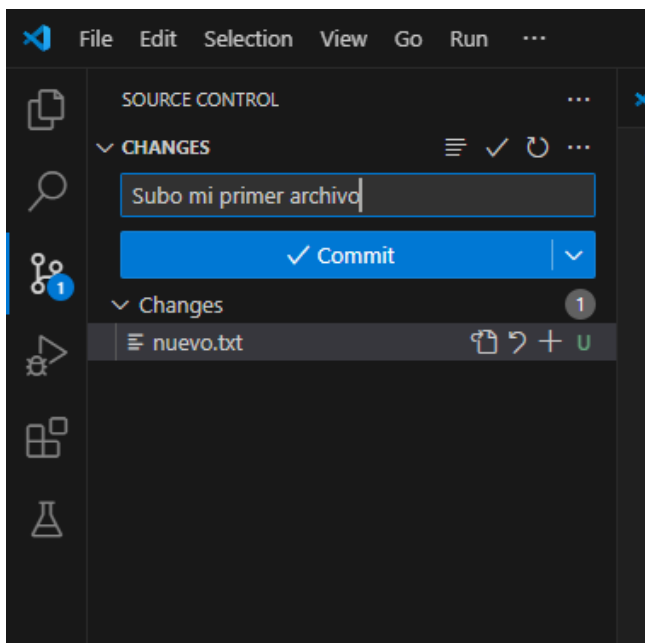 File Edit Selection View Go Run ...
SOURCE CONTROL
CHANGES
Subo mi primer archivo
Commit
Changes 1
nuevo.txt U
1